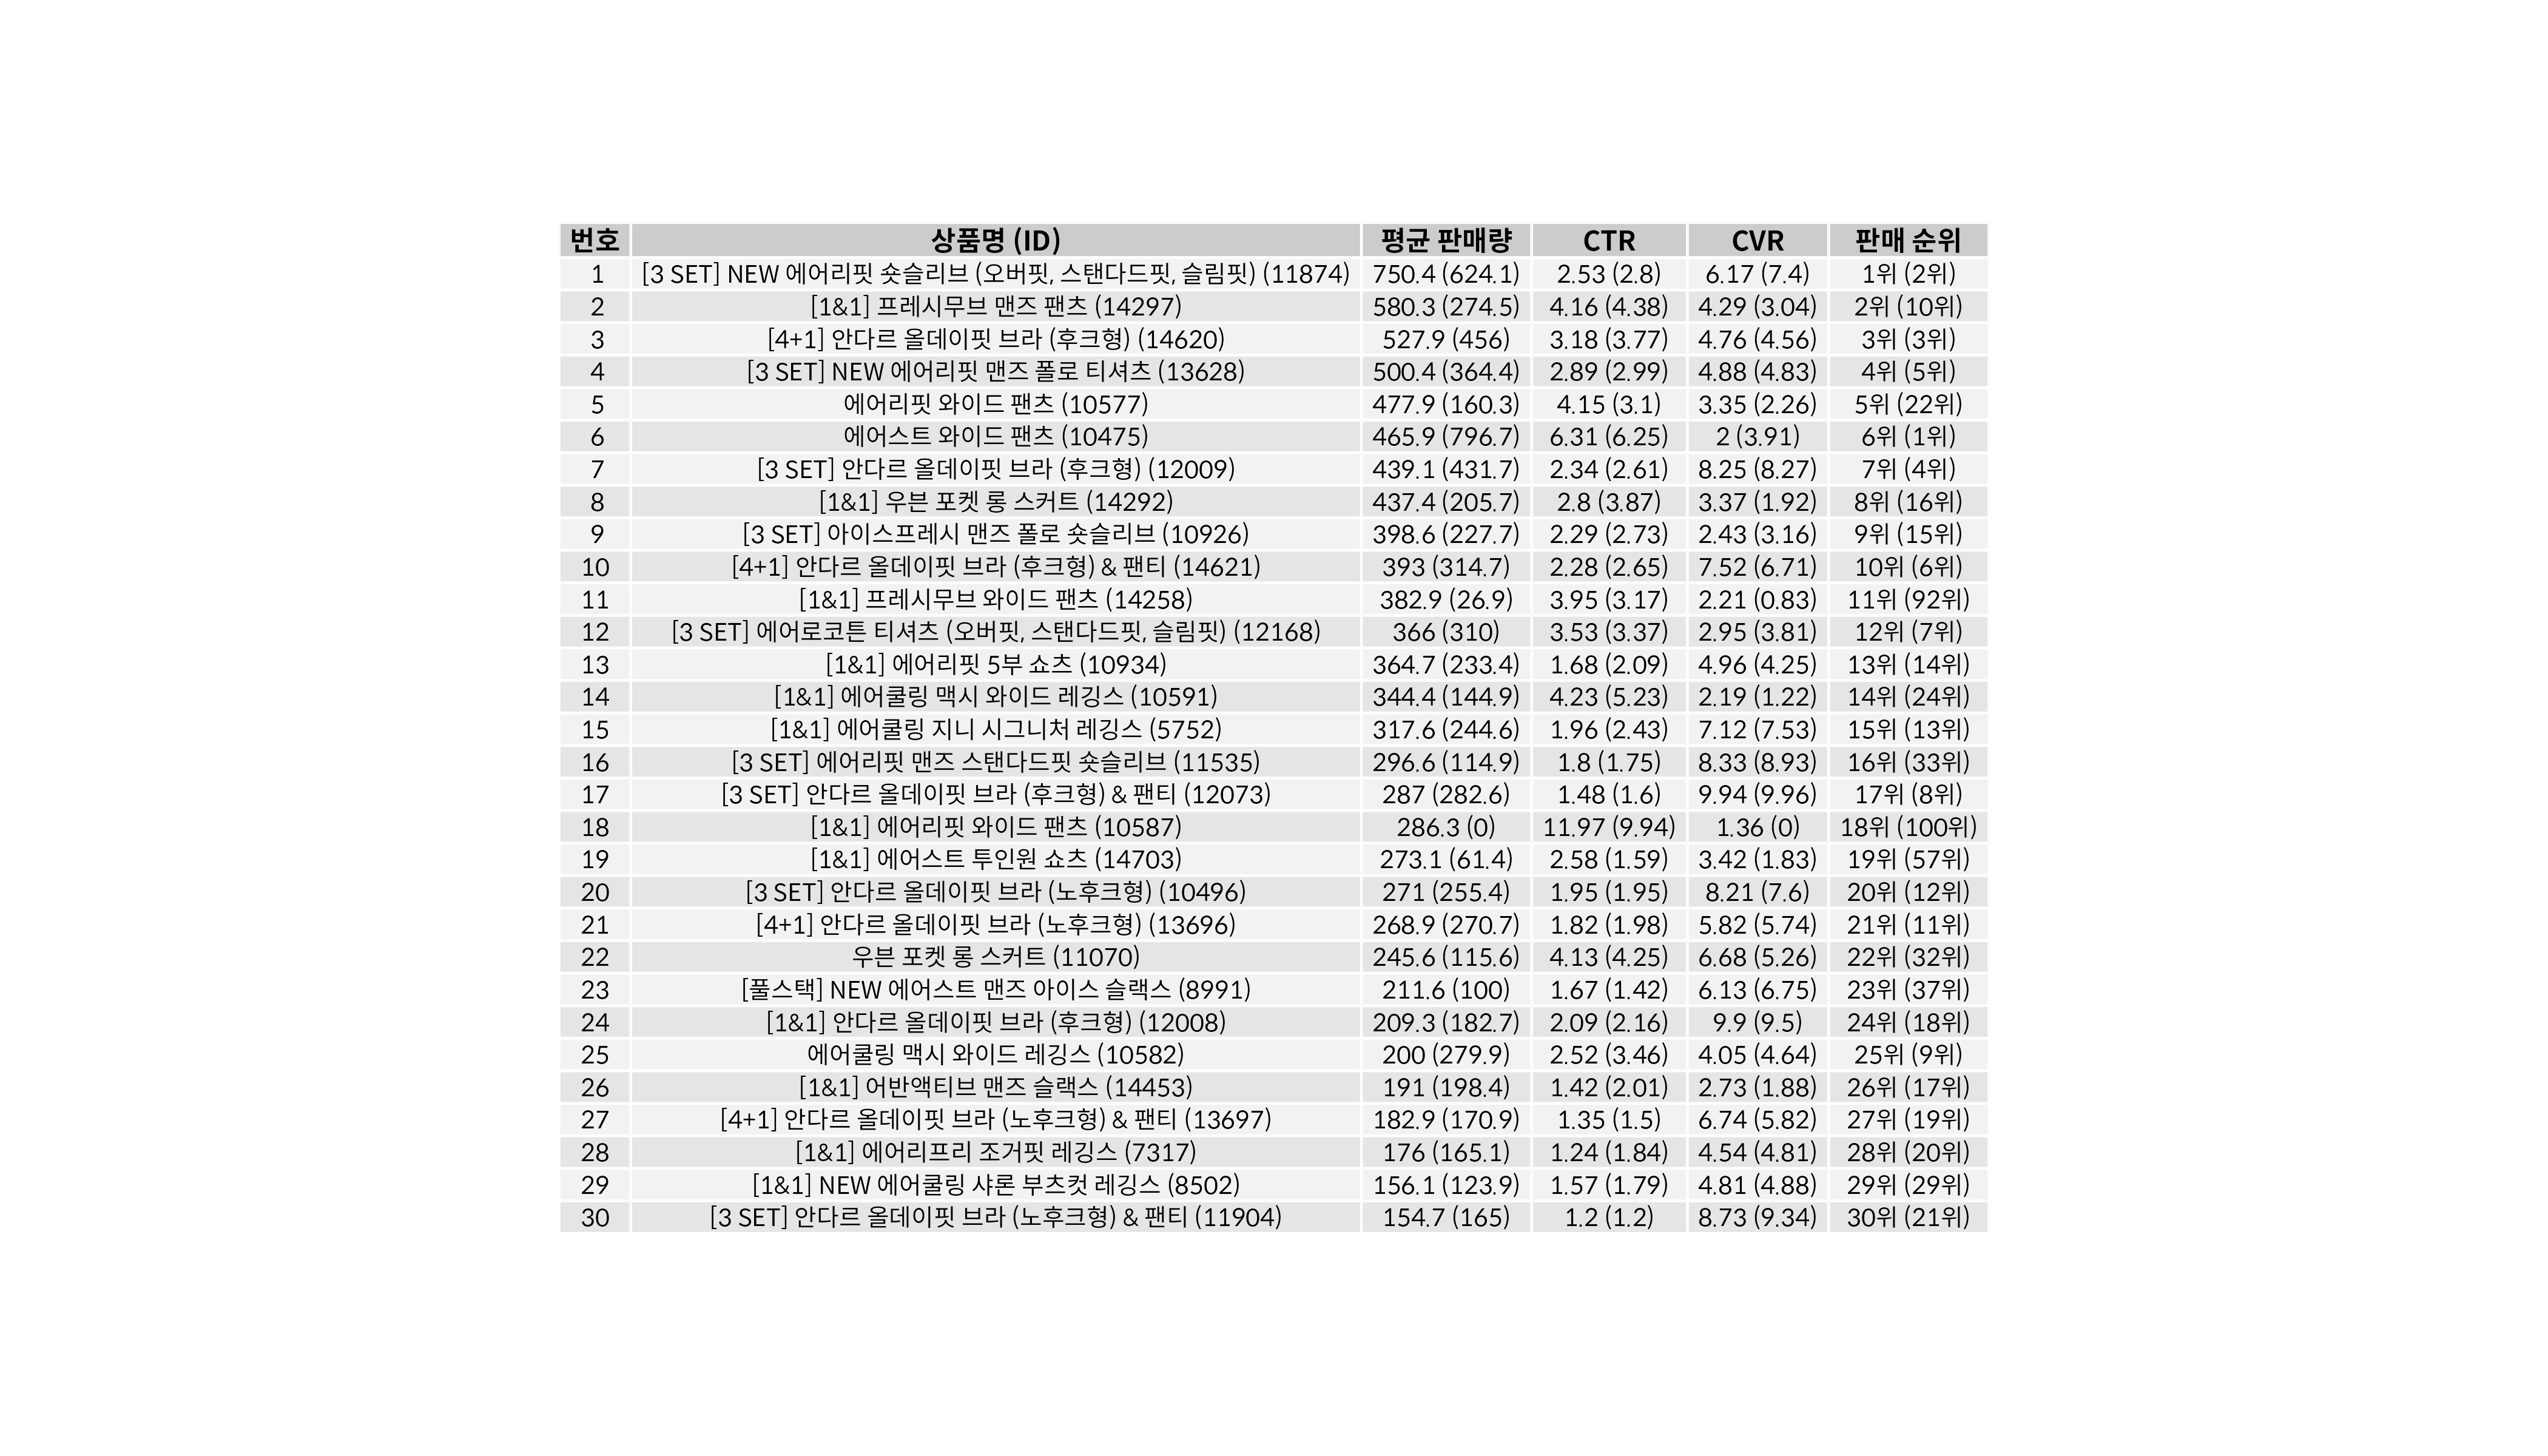 번호 상품명 (ID) 평균 판매량 CTR CVR 판매 순위
1 [3 SET] NEW 에어리핏 숏슬리브 (오버핏, 스탠다드핏, 슬림핏) (11874) 750.4 (624.1) 2.53 (2.8) 6.17 (7.4) 1위 (2위)
2 [1&1] 프레시무브 맨즈 팬츠 (14297) 580.3 (274.5) 4.16 (4.38) 4.29 (3.04) 2위 (10위)
3 [4+1] 안다르 올데이핏 브라 (후크형) (14620) 527.9 (456) 3.18 (3.77) 4.76 (4.56) 3위 (3위)
4 [3 SET] NEW 에어리핏 맨즈 폴로 티셔츠 (13628) 500.4 (364.4) 2.89 (2.99) 4.88 (4.83) 4위 (5위)
5 에어리핏 와이드 팬츠 (10577) 477.9 (160.3) 4.15 (3.1) 3.35 (2.26) 5위 (22위)
6 에어스트 와이드 팬츠 (10475) 465.9 (796.7) 6.31 (6.25) 2 (3.91) 6위 (1위)
7 [3 SET] 안다르 올데이핏 브라 (후크형) (12009) 439.1 (431.7) 2.34 (2.61) 8.25 (8.27) 7위 (4위)
8 [1&1] 우븐 포켓 롱 스커트 (14292) 437.4 (205.7) 2.8 (3.87) 3.37 (1.92) 8위 (16위)
9 [3 SET] 아이스프레시 맨즈 폴로 숏슬리브 (10926) 398.6 (227.7) 2.29 (2.73) 2.43 (3.16) 9위 (15위)
10 [4+1] 안다르 올데이핏 브라 (후크형) & 팬티 (14621) 393 (314.7) 2.28 (2.65) 7.52 (6.71) 10위 (6위)
11 [1&1] 프레시무브 와이드 팬츠 (14258) 382.9 (26.9) 3.95 (3.17) 2.21 (0.83) 11위 (92위)
12 [3 SET] 에어로코튼 티셔츠 (오버핏, 스탠다드핏, 슬림핏) (12168) 366 (310) 3.53 (3.37) 2.95 (3.81) 12위 (7위)
13 [1&1] 에어리핏 5부 쇼츠 (10934) 364.7 (233.4) 1.68 (2.09) 4.96 (4.25) 13위 (14위)
14 [1&1] 에어쿨링 맥시 와이드 레깅스 (10591) 344.4 (144.9) 4.23 (5.23) 2.19 (1.22) 14위 (24위)
15 [1&1] 에어쿨링 지니 시그니처 레깅스 (5752) 317.6 (244.6) 1.96 (2.43) 7.12 (7.53) 15위 (13위)
16 [3 SET] 에어리핏 맨즈 스탠다드핏 숏슬리브 (11535) 296.6 (114.9) 1.8 (1.75) 8.33 (8.93) 16위 (33위)
17 [3 SET] 안다르 올데이핏 브라 (후크형) & 팬티 (12073) 287 (282.6) 1.48 (1.6) 9.94 (9.96) 17위 (8위)
18 [1&1] 에어리핏 와이드 팬츠 (10587) 286.3 (0) 11.97 (9.94) 1.36 (0) 18위 (100위)
19 [1&1] 에어스트 투인원 쇼츠 (14703) 273.1 (61.4) 2.58 (1.59) 3.42 (1.83) 19위 (57위)
20 [3 SET] 안다르 올데이핏 브라 (노후크형) (10496) 271 (255.4) 1.95 (1.95) 8.21 (7.6) 20위 (12위)
21 [4+1] 안다르 올데이핏 브라 (노후크형) (13696) 268.9 (270.7) 1.82 (1.98) 5.82 (5.74) 21위 (11위)
22 우븐 포켓 롱 스커트 (11070) 245.6 (115.6) 4.13 (4.25) 6.68 (5.26) 22위 (32위)
23 [풀스택] NEW 에어스트 맨즈 아이스 슬랙스 (8991) 211.6 (100) 1.67 (1.42) 6.13 (6.75) 23위 (37위)
24 [1&1] 안다르 올데이핏 브라 (후크형) (12008) 209.3 (182.7) 2.09 (2.16) 9.9 (9.5) 24위 (18위)
25 에어쿨링 맥시 와이드 레깅스 (10582) 200 (279.9) 2.52 (3.46) 4.05 (4.64) 25위 (9위)
26 [1&1] 어반액티브 맨즈 슬랙스 (14453) 191 (198.4) 1.42 (2.01) 2.73 (1.88) 26위 (17위)
27 [4+1] 안다르 올데이핏 브라 (노후크형) & 팬티 (13697) 182.9 (170.9) 1.35 (1.5) 6.74 (5.82) 27위 (19위)
28 [1&1] 에어리프리 조거핏 레깅스 (7317) 176 (165.1) 1.24 (1.84) 4.54 (4.81) 28위 (20위)
29 [1&1] NEW 에어쿨링 샤론 부츠컷 레깅스 (8502) 156.1 (123.9) 1.57 (1.79) 4.81 (4.88) 29위 (29위)
30 [3 SET] 안다르 올데이핏 브라 (노후크형) & 팬티 (11904) 154.7 (165) 1.2 (1.2) 8.73 (9.34) 30위 (21위)